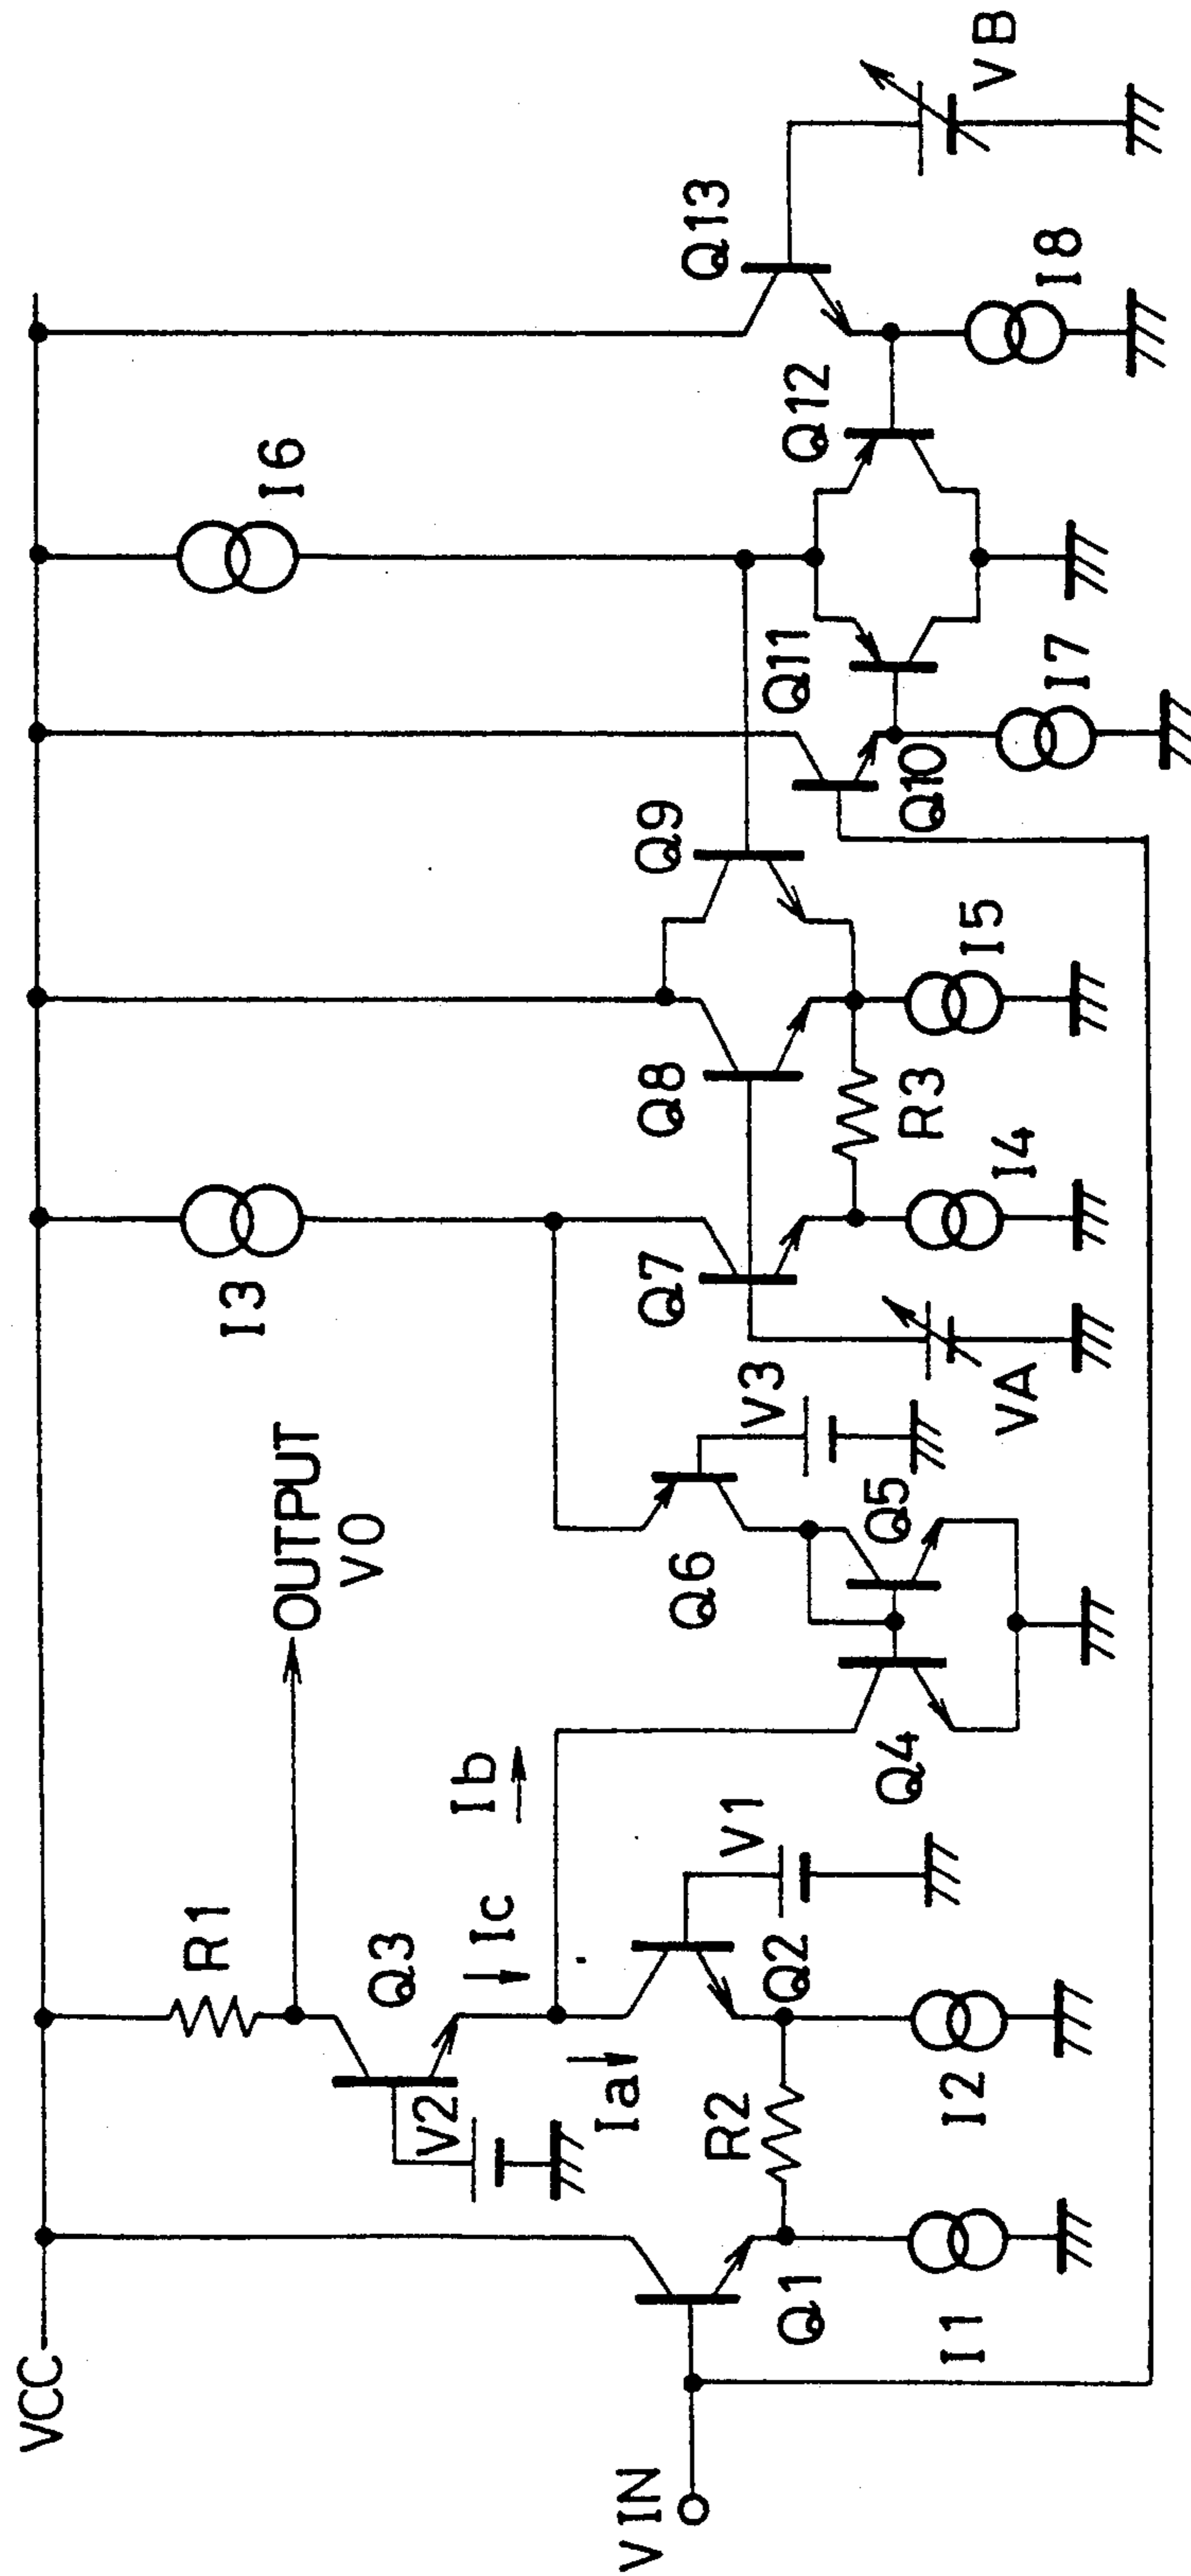 VCC
VIN
R1
OUTPUT
VO
I3
I6
Q3
V2
Ic
Ib
Ia
Q1
R2
Q2
V1
I1
I2
Q4
Q5
Q6
V3
VA
Q7
Q8
R3
I4
I5
Q9
Q10
Q11
I7
Q12
Q13
I8
VB